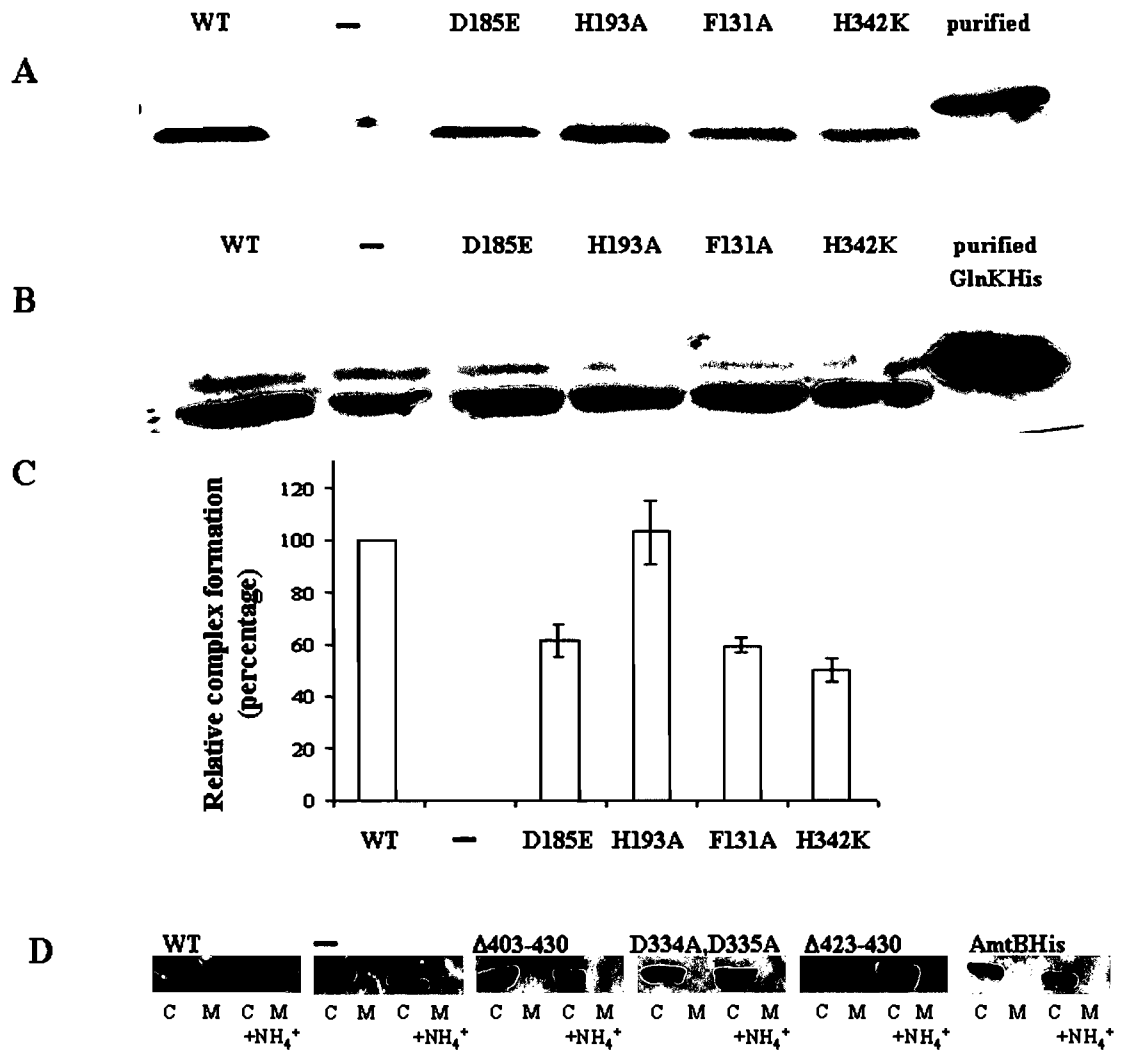 WT – D185E H193A F131A H342K purified
A
WT – D185E H193A F131A H342K purified
GlnKHis
B
C
Relative complex formation
(percentage)
120
100
80
60
40
20
0
WT – D185E H193A F131A H342K
D
WT – Δ403-430 D334A,D335A Δ423-430 AmtBHis
C M C M C M C M C M C M C M C M C M C M C M C M
+NH₄⁺ +NH₄⁺ +NH₄⁺ +NH₄⁺ +NH₄⁺ +NH₄⁺